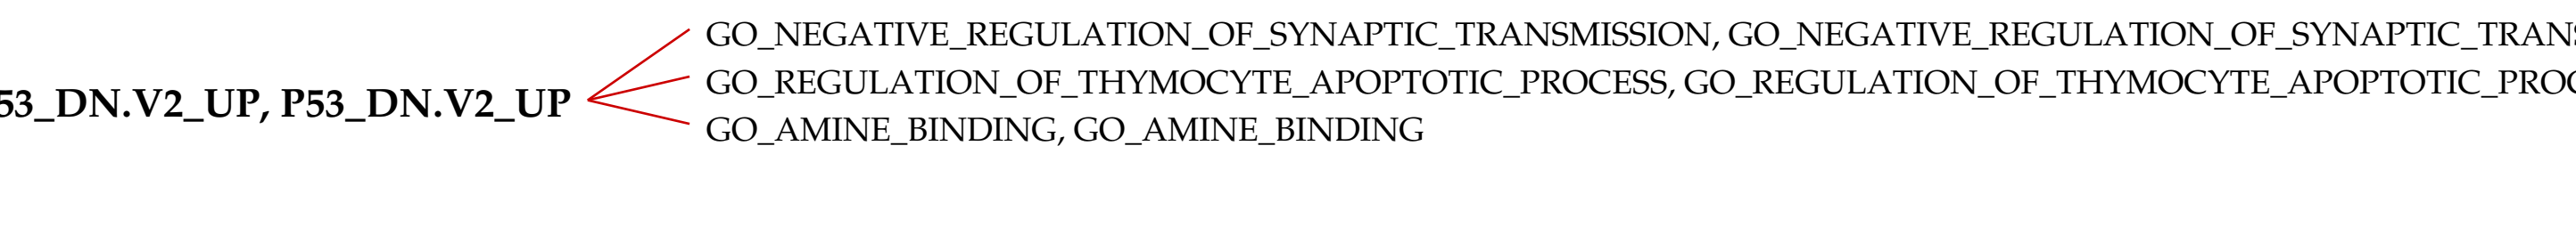 GO_NEGATIVE_REGULATION_OF_SYNAPTIC_TRANSMISSION, GO_NEGATIVE_REGULATION_OF_SYNAPTIC_TRANS
GO_REGULATION_OF_THYMOCYTE_APOPTOTIC_PROCESS, GO_REGULATION_OF_THYMOCYTE_APOPTOTIC_PROC
53_DN.V2_UP, P53_DN.V2_UP
GO_AMINE_BINDING, GO_AMINE_BINDING